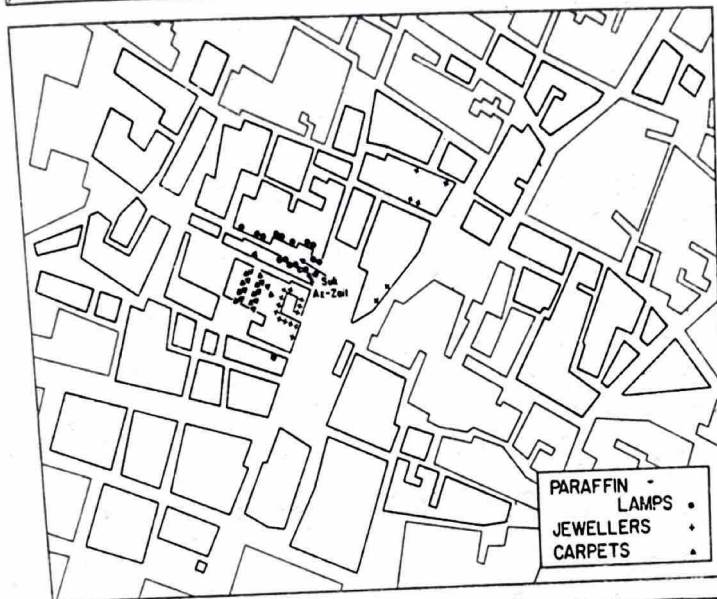 Suk
Az-Zail
PARAFFIN -
LAMPS
JEWELLERS
CARPETS